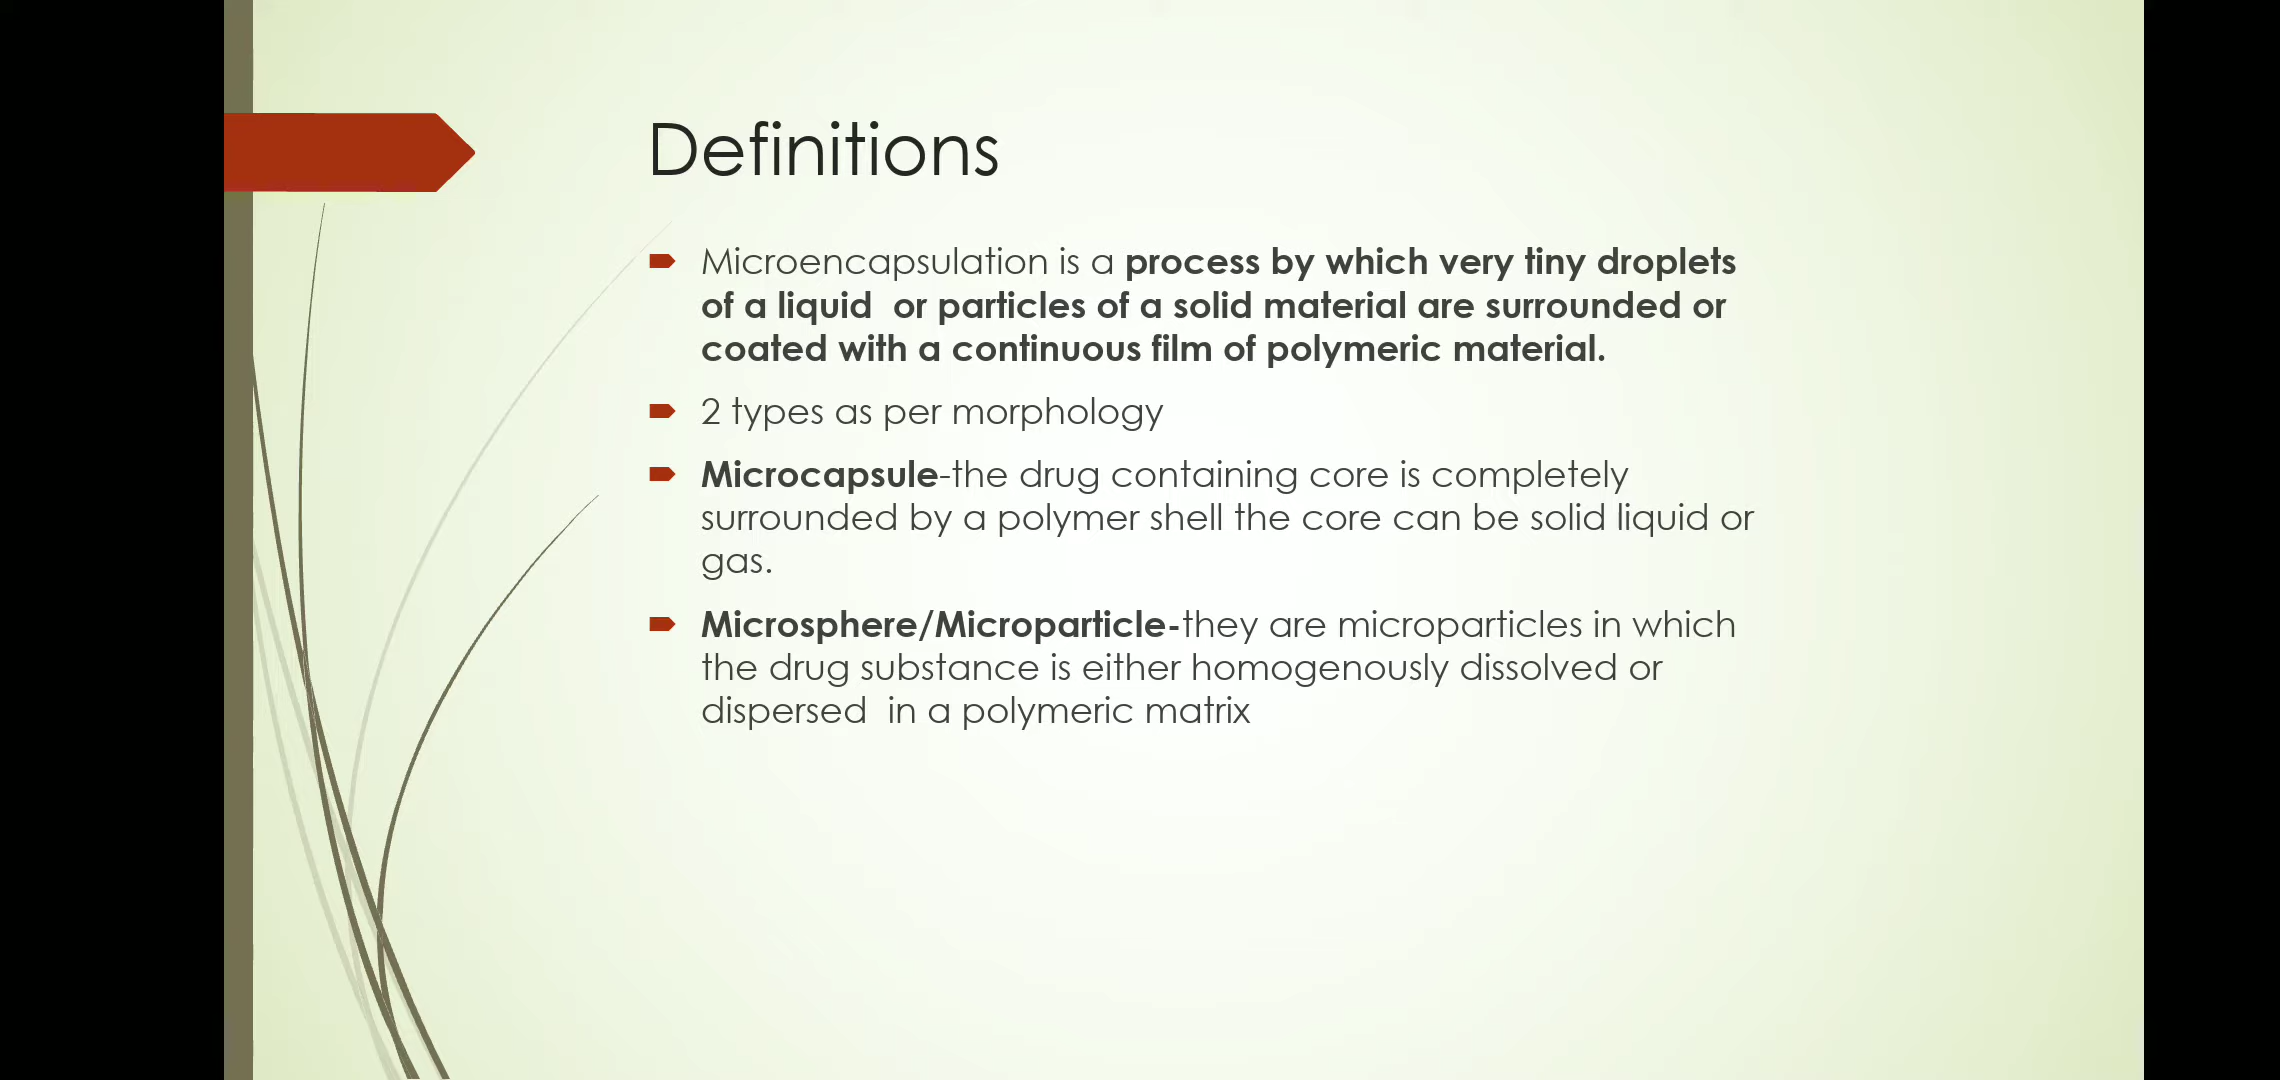 Definitions
Microencapsulation is a process by which very tiny droplets
of a liquid  or particles of a solid material are surrounded or
coated with a continuous film of polymeric material.
2 types as per morphology
Microcapsule-the drug containing core is completely
surrounded by a polymer shell the core can be solid liquid or
gas.
Microsphere/Microparticle-they are microparticles in which
the drug substance is either homogenously dissolved or
dispersed  in a polymeric matrix